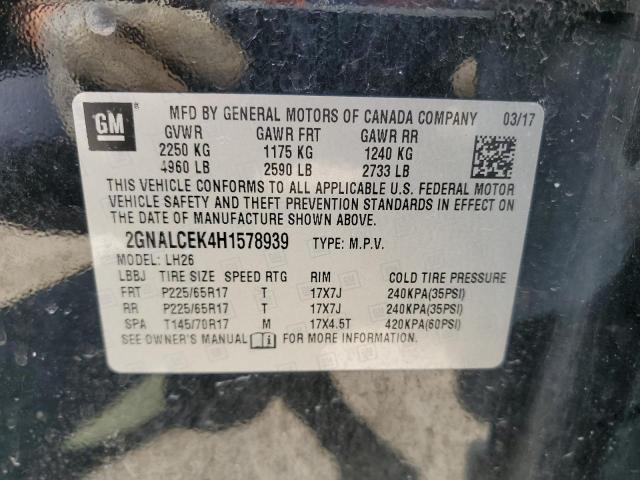 GM
MFD BY GENERAL MOTORS OF CANADA COMPANY 03/17
GVWR GAWR FRT GAWR RR
2250 KG 1175 KG 1240 KG
4960 LB 2590 LB 2733 LB
THIS VEHICLE CONFORMS TO ALL APPLICABLE U.S. FEDERAL MOTOR
VEHICLE SAFETY AND THEFT PREVENTION STANDARDS IN EFFECT
ON THE DATE OF MANUFACTURE SHOWN ABOVE.
2GNALCEK4H1578939 TYPE: M.P.V.
MODEL: LH26
LBBJ TIRE SIZE SPEED RTG RIM COLD TIRE PRESSURE
FRT P225/65R17 T 17X7J 240KPA(35PSI)
RR P225/65R17 T 17X7J 240KPA(35PSI)
SPA T145/70R17 M 17X4.5T 420KPA(60PSI)
SEE OWNER'S MANUAL FOR MORE INFORMATION.